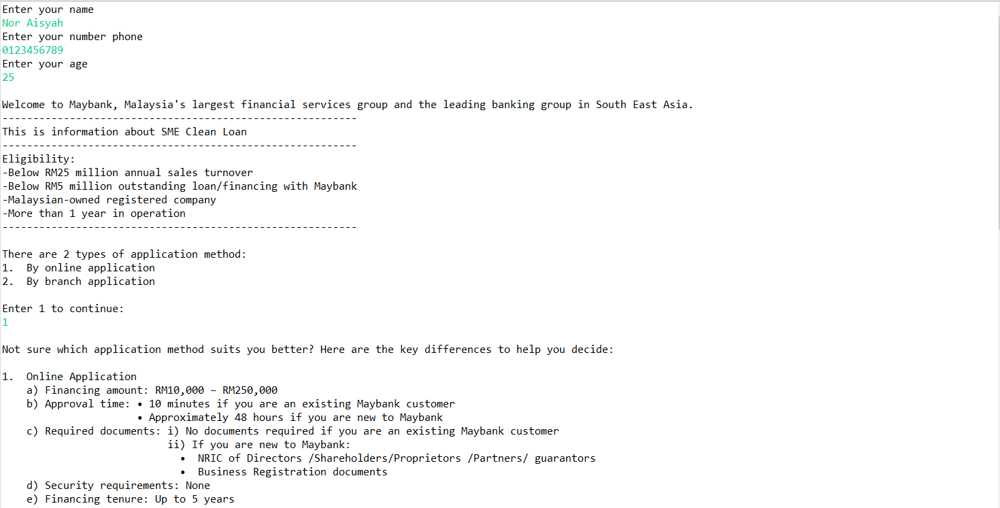 Enter your name
Nor Aisyah
Enter your number phone
0123456789
Enter your age
25
Welcome to Maybank, Malaysia's largest financial services group and the leading banking group in South East Asia.
----------------------------------------------------------
This is information about SME Clean Loan
----------------------------------------------------------
Eligibility:
-Below RM25 million annual sales turnover
-Below RM5 million outstanding loan/financing with Maybank
-Malaysian-owned registered company
-More than 1 year in operation
----------------------------------------------------------
There are 2 types of application method:
1.  By online application
2.  By branch application
Enter 1 to continue:
1
Not sure which application method suits you better? Here are the key differences to help you decide:
1.  Online Application
    a) Financing amount: RM10,000 – RM250,000
    b) Approval time: • 10 minutes if you are an existing Maybank customer
                      • Approximately 48 hours if you are new to Maybank
    c) Required documents: i) No documents required if you are an existing Maybank customer
                           ii) If you are new to Maybank:
                             •  NRIC of Directors /Shareholders/Proprietors /Partners/ guarantors
                             •  Business Registration documents
    d) Security requirements: None
    e) Financing tenure: Up to 5 years